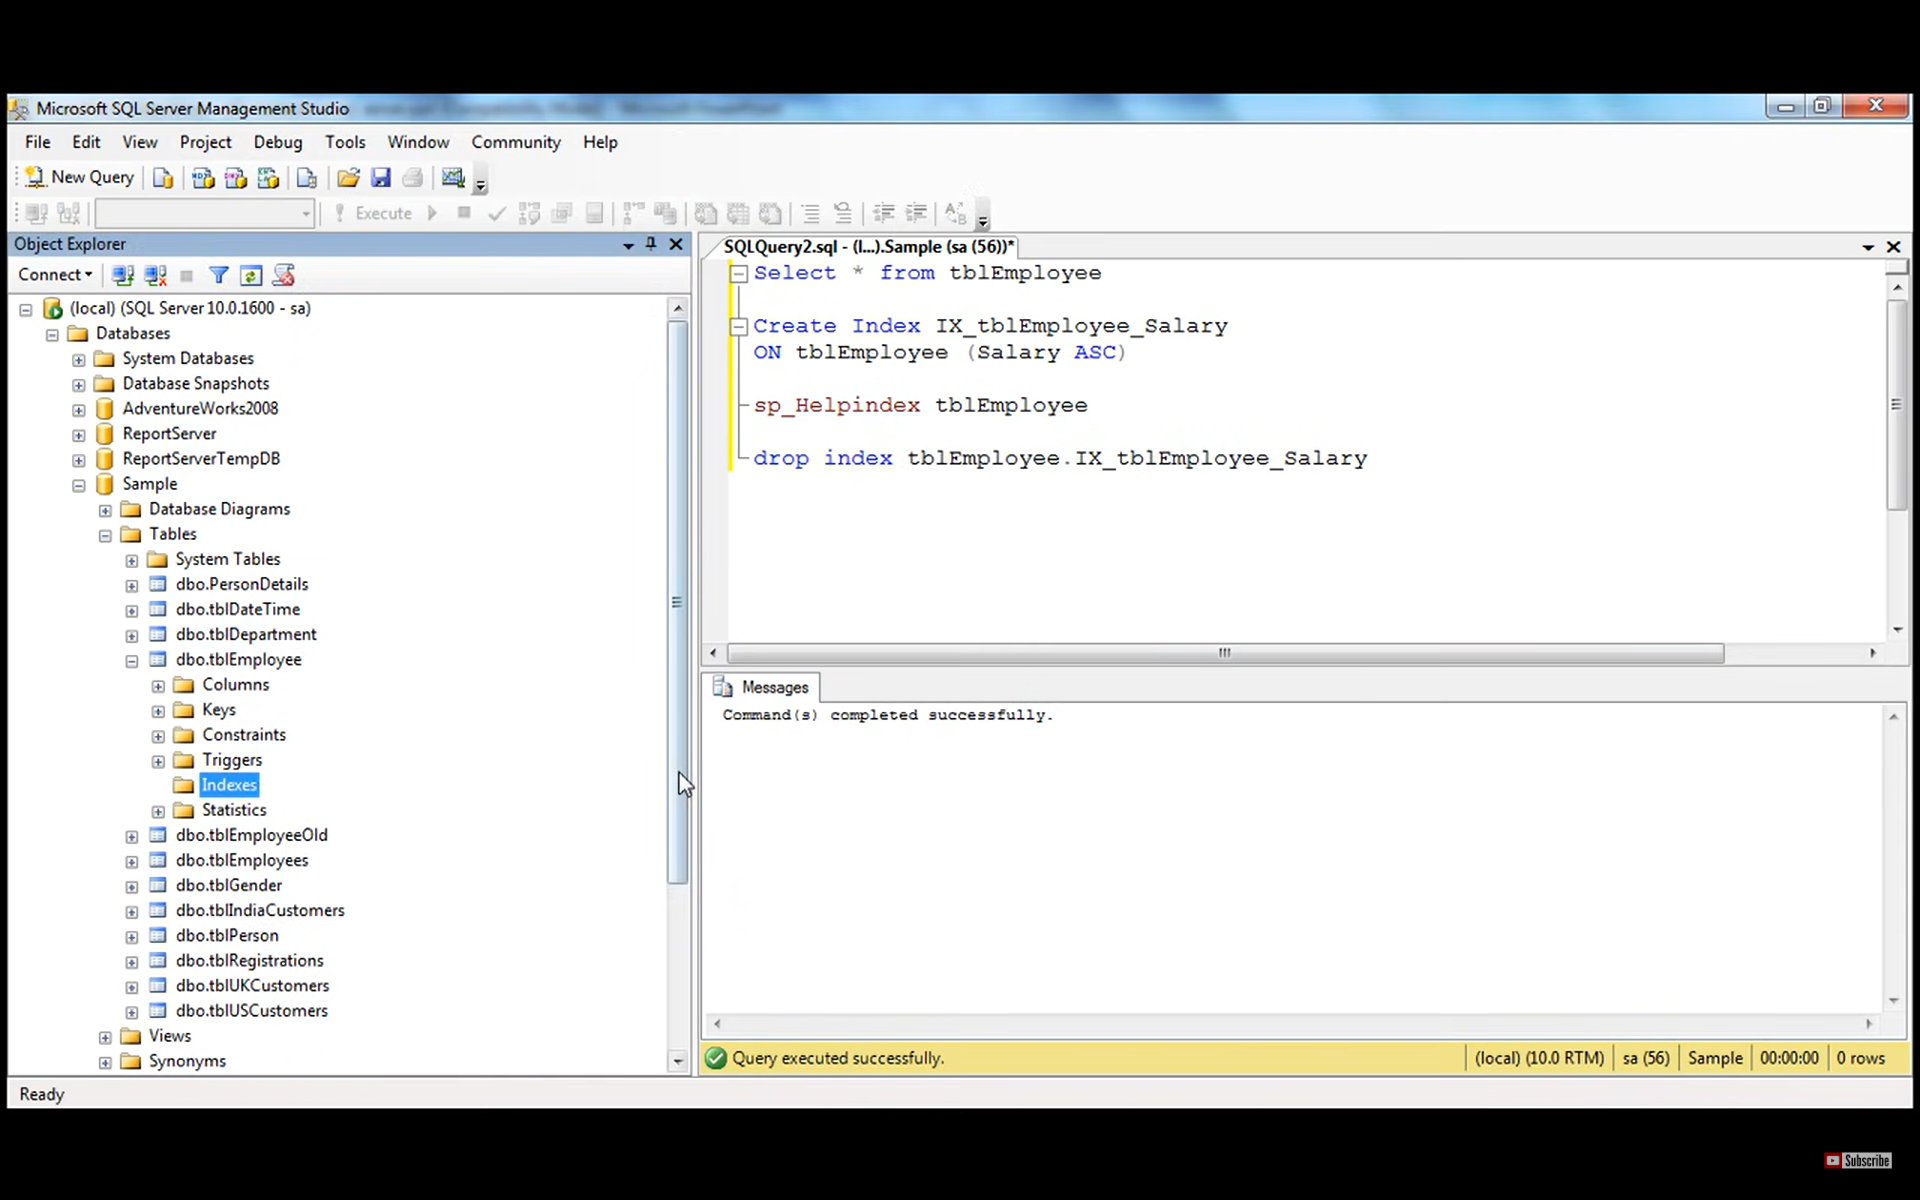 Microsoft SQL Server Management Studio
File Edit View Project Debug Tools Window Community Help
New Query
Execute
Object Explorer
Connect
(local) (SQL Server 10.0.1600 - sa)
Databases
System Databases
Database Snapshots
AdventureWorks2008
ReportServer
ReportServerTempDB
Sample
Database Diagrams
Tables
System Tables
dbo.PersonDetails
dbo.tblDateTime
dbo.tblDepartment
dbo.tblEmployee
Columns
Keys
Constraints
Triggers
Indexes
Statistics
dbo.tblEmployeeOld
dbo.tblEmployees
dbo.tblGender
dbo.tblIndiaCustomers
dbo.tblPerson
dbo.tblRegistrations
dbo.tblUKCustomers
dbo.tblUSCustomers
Views
Synonyms
SQLQuery2.sql - (l...).Sample (sa (56))*
Select * from tblEmployee
Create Index IX_tblEmployee_Salary
ON tblEmployee (Salary ASC)
sp_Helpindex tblEmployee
drop index tblEmployee.IX_tblEmployee_Salary
Messages
Command(s) completed successfully.
Query executed successfully. (local) (10.0 RTM) sa (56) Sample 00:00:00 0 rows
Ready
Subscribe